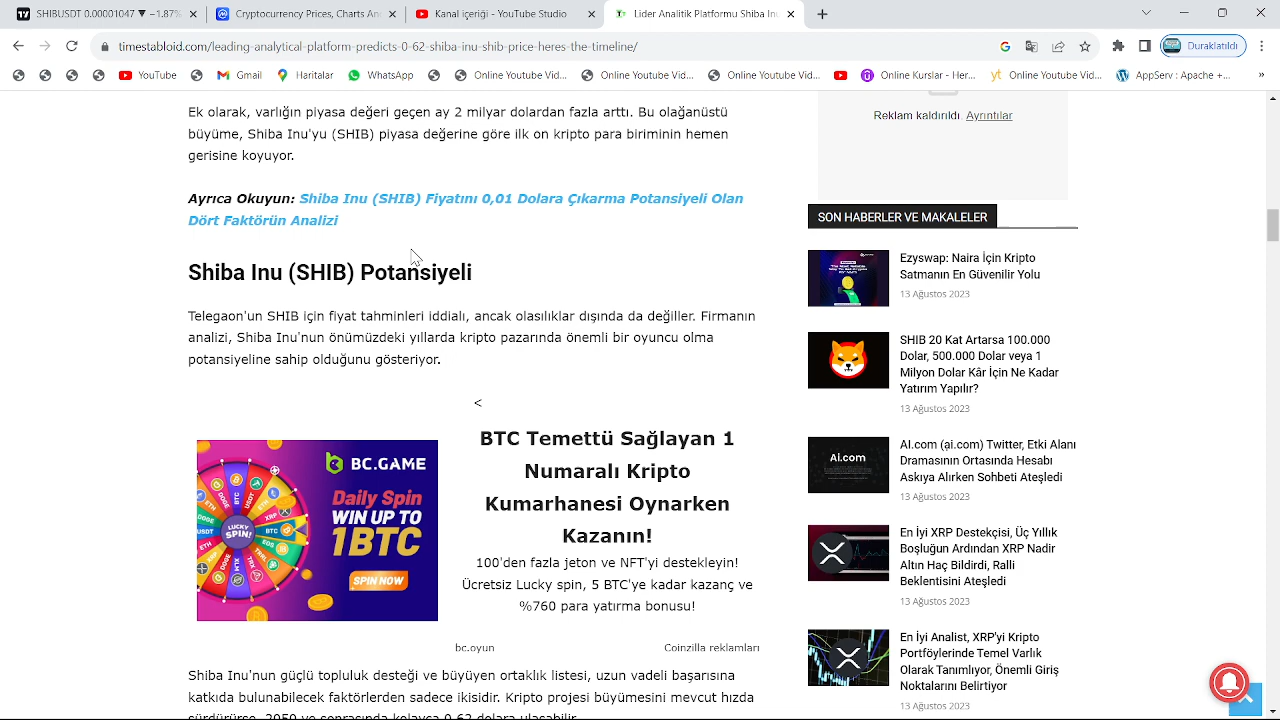 SHIBUSDT 0.00001047 ▼ −1.87%
Cryptocurrency Prices, Charts An
Kanal İçeriği - YouTube Studio
Lider Analitik Platform Shiba Inu
timestabloid.com/leading-analytical-platform-predicts-0-62-shiba-inu-shib-price-heres-the-timeline/
Duraklatıldı
YouTube
Gmail
Haritalar
WhatsApp
Online Youtube Vid...
Online Youtube Vid...
Online Youtube Vid...
Online Kurslar - Her...
Online Youtube Vid...
AppServ : Apache +...
Ek olarak, varlığın piyasa değeri geçen ay 2 milyar dolardan fazla arttı. Bu olağanüstü
büyüme, Shiba Inu'yu (SHIB) piyasa değerine göre ilk on kripto para biriminin hemen
gerisine koyuyor.
Ayrıca Okuyun: Shiba Inu (SHIB) Fiyatını 0,01 Dolara Çıkarma Potansiyeli Olan
Dört Faktörün Analizi
Shiba Inu (SHIB) Potansiyeli
Telegaon'un SHIB için fiyat tahminleri iddialı, ancak olasılıklar dışında da değiller. Firmanın
analizi, Shiba Inu'nun önümüzdeki yıllarda kripto pazarında önemli bir oyuncu olma
potansiyeline sahip olduğunu gösteriyor.
<
BC.GAME
Daily Spin
WIN UP TO
1BTC
SPIN NOW
LUCKY
SPIN!
BTC Temettü Sağlayan 1
Numaralı Kripto
Kumarhanesi Oynarken
Kazanın!
100'den fazla jeton ve NFT'yi destekleyin!
Ücretsiz Lucky spin, 5 BTC'ye kadar kazanç ve
%760 para yatırma bonusu!
bc.oyun
Coinzilla reklamları
Shiba Inu'nun güçlü topluluk desteği ve büyüyen ortaklık listesi, uzun vadeli başarısına
katkıda bulunabilecek faktörlerden sadece ikisidir. Kripto projesi büyümesini mevcut hızda
sürdürürse, 2050 ve sonrasında kolayca 0,62 dolara ulaşabilir.
Reklam kaldırıldı. Ayrıntılar
SON HABERLER VE MAKALELER
Ezyswap: Naira İçin Kripto
Satmanın En Güvenilir Yolu
13 Ağustos 2023
SHIB 20 Kat Artarsa 100.000
Dolar, 500.000 Dolar veya 1
Milyon Dolar Kâr İçin Ne Kadar
Yatırım Yapılır?
13 Ağustos 2023
Ai.com
AI.com (ai.com) Twitter, Etki Alanı
Dramasının Ortasında Hesabı
Askıya Alırken Sohbeti Ateşledi
13 Ağustos 2023
En İyi XRP Destekçisi, Üç Yıllık
Boşluğun Ardından XRP Nadir
Altın Haç Bildirdi, Ralli
Beklentisini Ateşledi
13 Ağustos 2023
En İyi Analist, XRP'yi Kripto
Portföylerinde Temel Varlık
Olarak Tanımlıyor, Önemli Giriş
Noktalarını Belirtiyor
13 Ağustos 2023